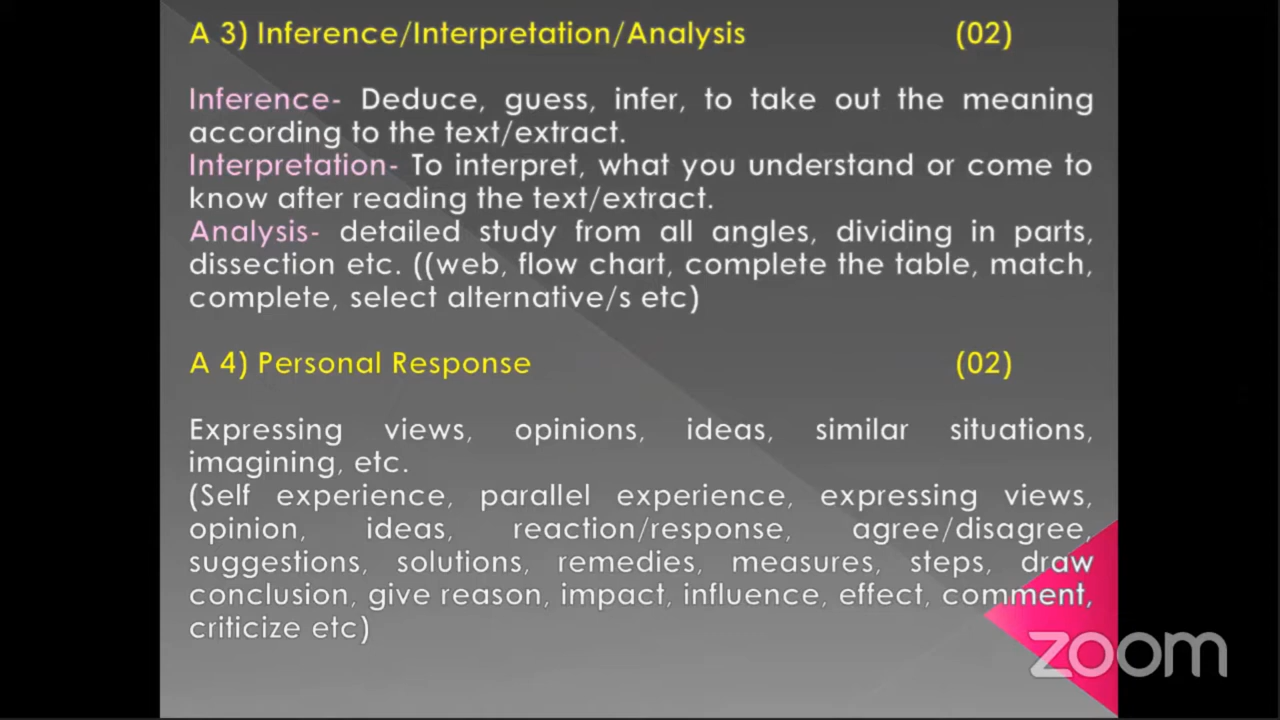 A 3) Inference/Interpretation/Analysis (02)
Inference- Deduce, guess, infer, to take out the meaning
according to the text/extract.
Interpretation- To interpret, what you understand or come to
know after reading the text/extract.
Analysis- detailed study from all angles, dividing in parts,
dissection etc. ((web, flow chart, complete the table, match,
complete, select alternative/s etc)
A 4) Personal Response (02)
Expressing views, opinions, ideas, similar situations,
imagining, etc.
(Self experience, parallel experience, expressing views,
opinion, ideas, reaction/response, agree/disagree,
suggestions, solutions, remedies, measures, steps, draw
conclusion, give reason, impact, influence, effect, comment,
criticize etc)
zoom